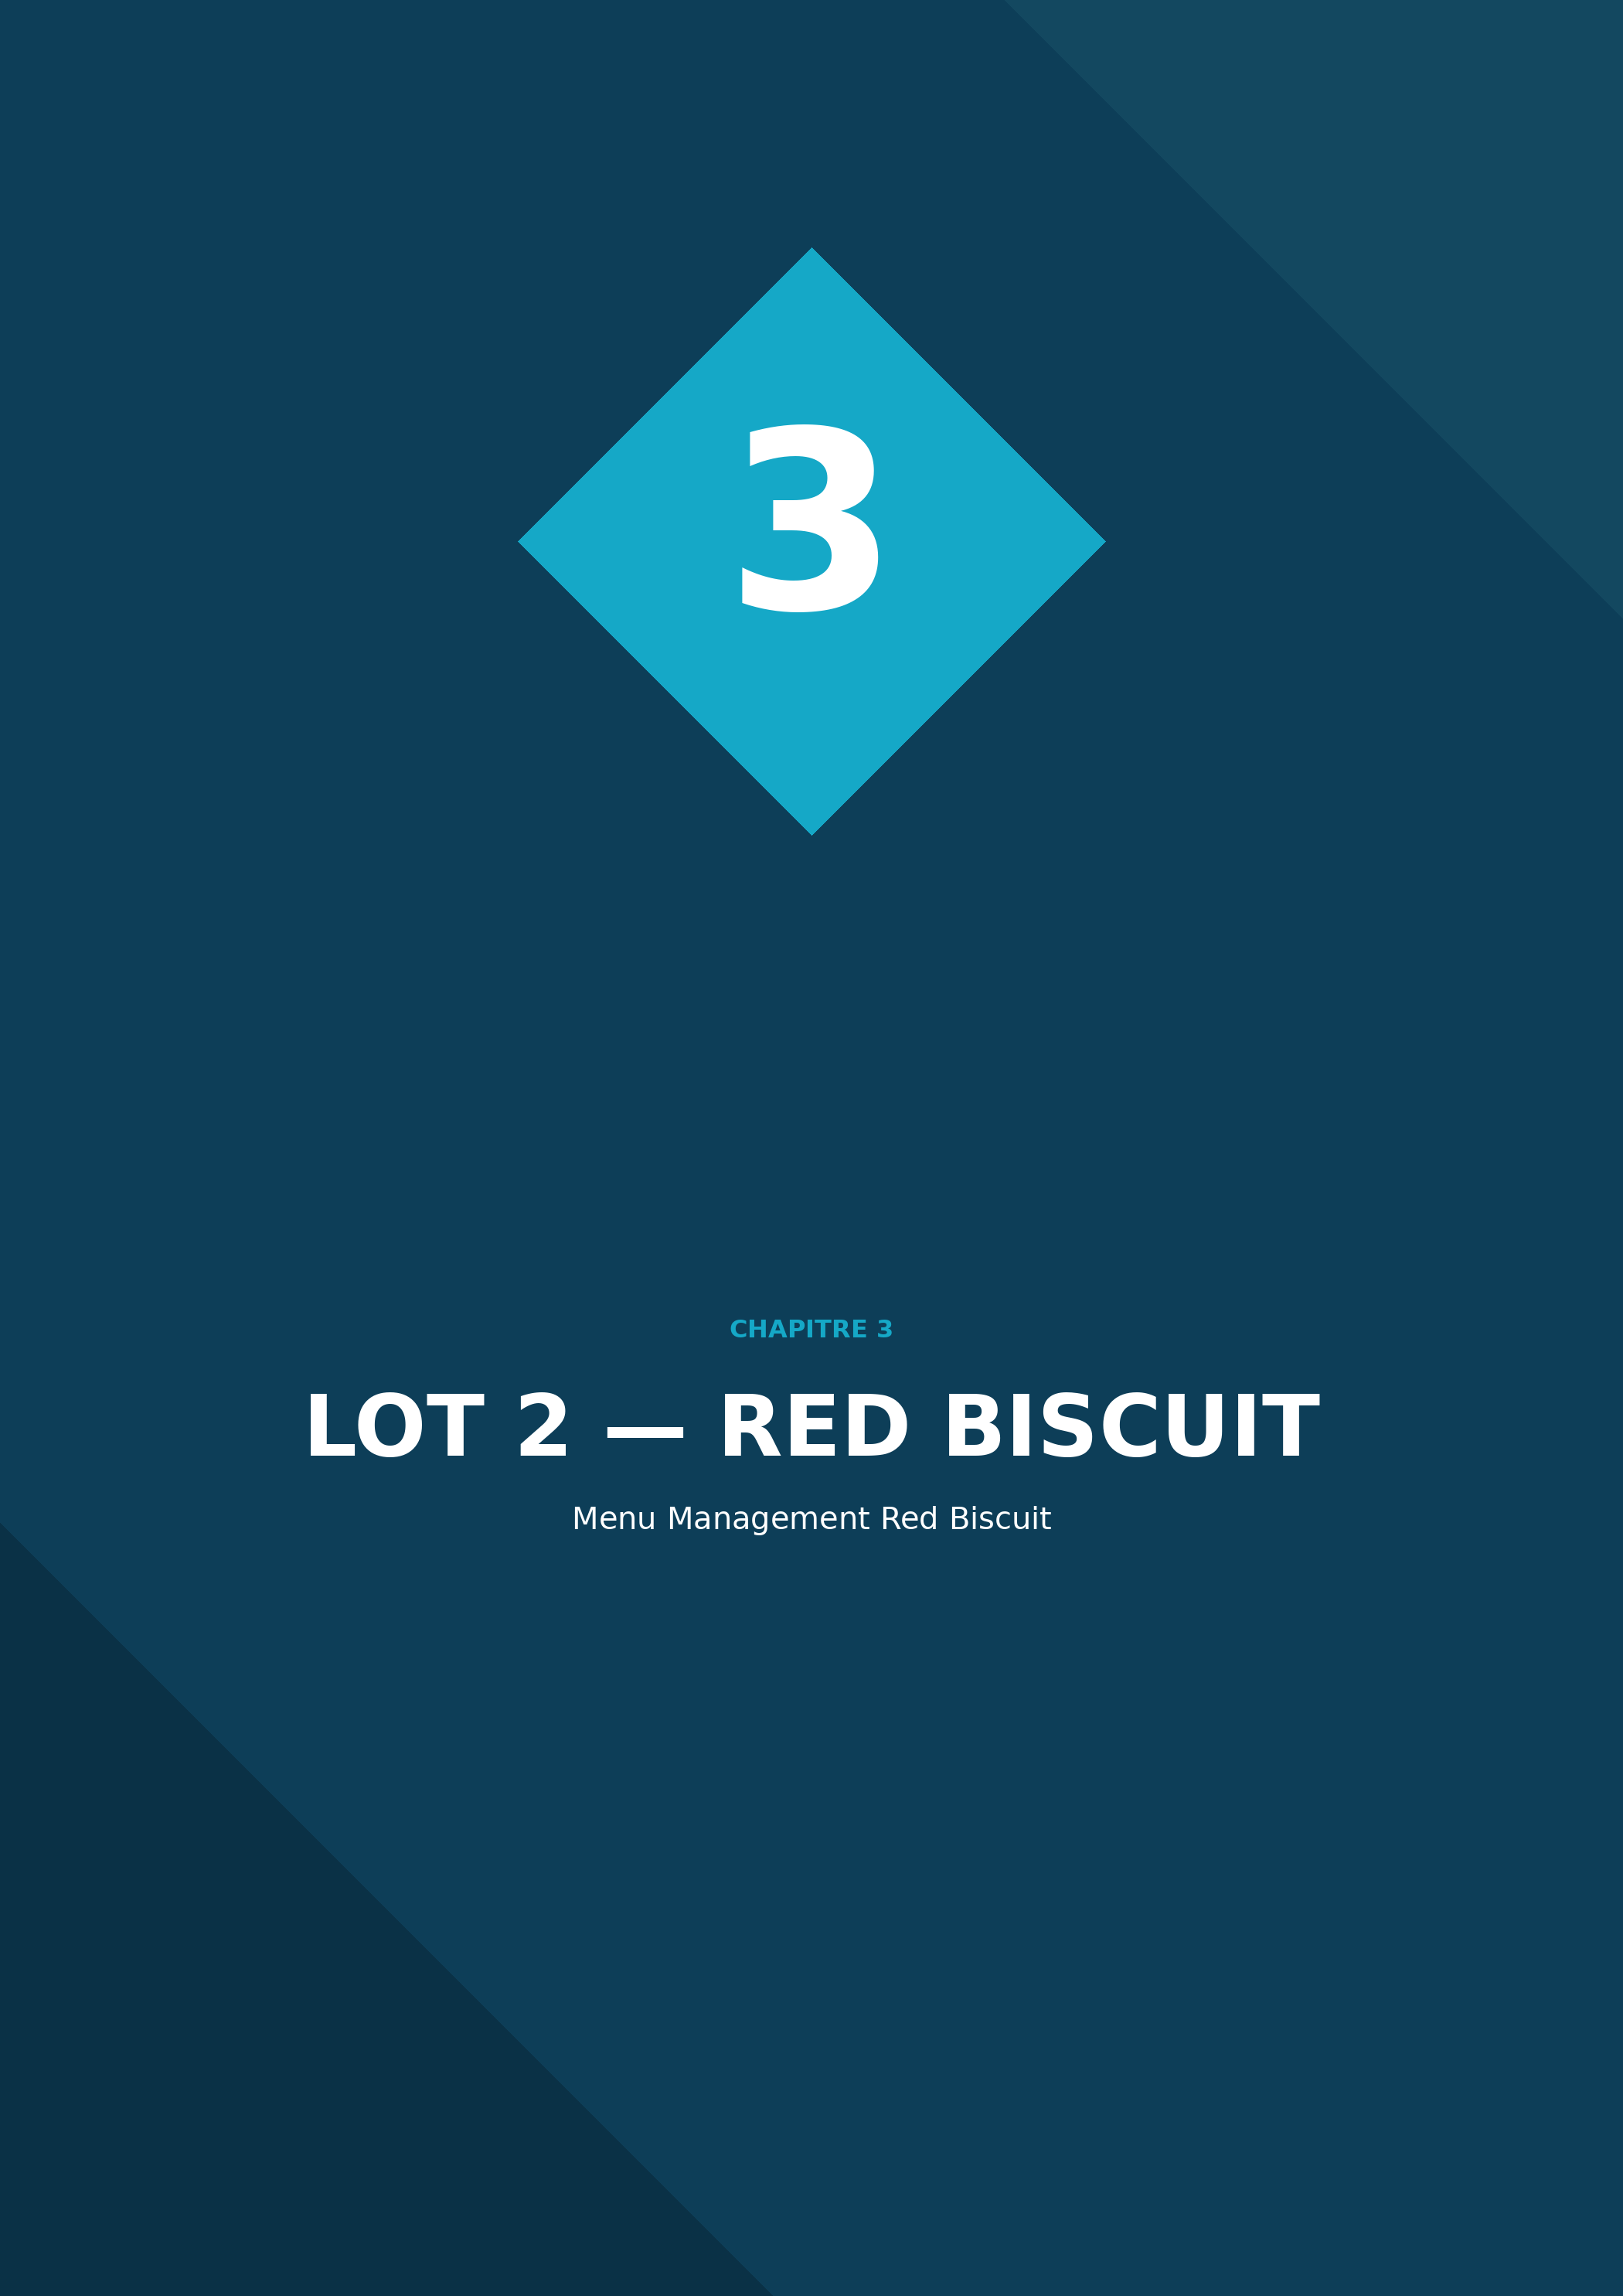 3
CHAPITRE 3
LOT 2 — RED BISCUIT
Menu Management Red Biscuit